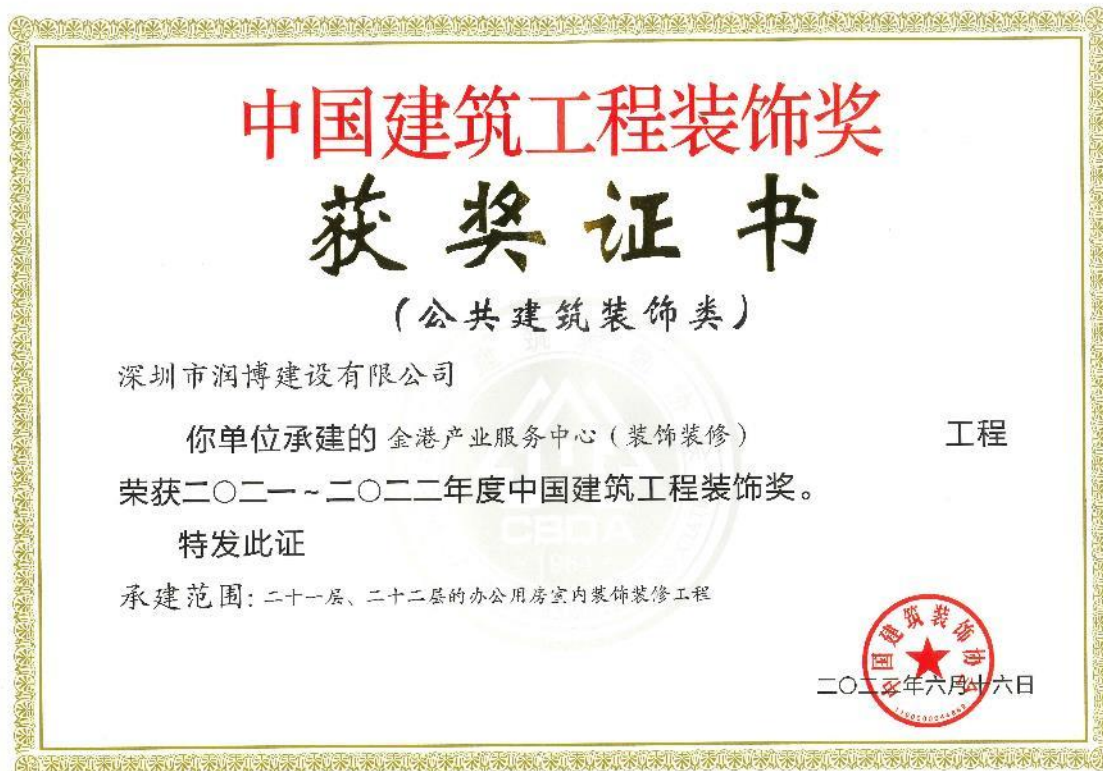 中国建筑工程装饰奖
获奖证书
（公共建筑装饰类）
深圳市润博建设有限公司
你单位承建的 金港产业服务中心（装饰装修） 工程
荣获二〇二一~二〇二二年度中国建筑工程装饰奖。
特发此证
承建范围：二十一层、二十二层的办公用房室内装饰装修工程
中国建筑装饰协会
二〇二三年六月十六日
CBDA